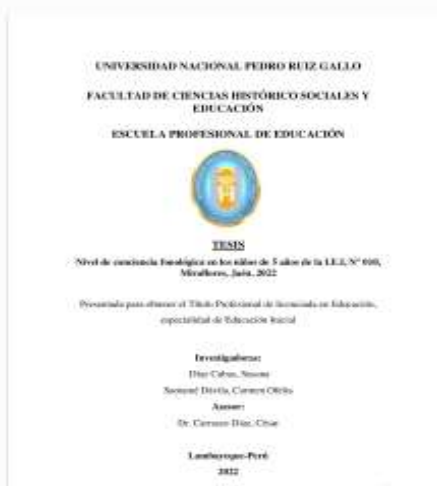 UNIVERSIDAD NACIONAL PEDRO RUIZ GALLO
FACULTAD DE CIENCIAS HISTÓRICO SOCIALES Y
EDUCACIÓN
ESCUELA PROFESIONAL DE EDUCACIÓN
TESIS
Nivel de conciencia fonológica en los niños de 5 años de la I.E.I. N°
Miraflores, Jaén. 2022
Presentada para obtener el Título Profesional de licenciada en Educación,
especialidad de Educación Inicial
Investigadoras:
Díaz Susana
Dávila, Carmen
Asesor:
Dr. Carrasco Díaz, César
Lambayeque-Perú
2022